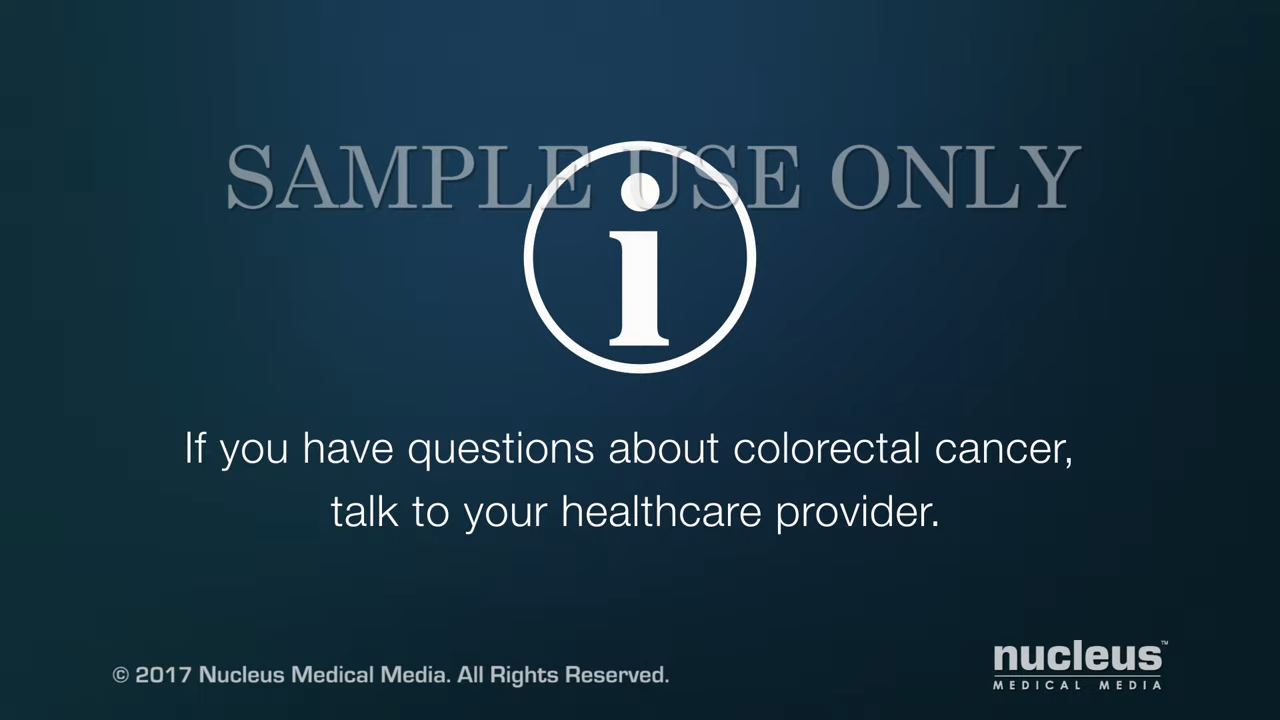 SAMPLE USE ONLY
i
If you have questions about colorectal cancer,
talk to your healthcare provider.
© 2017 Nucleus Medical Media. All Rights Reserved.
nucleus™
MEDICAL MEDIA